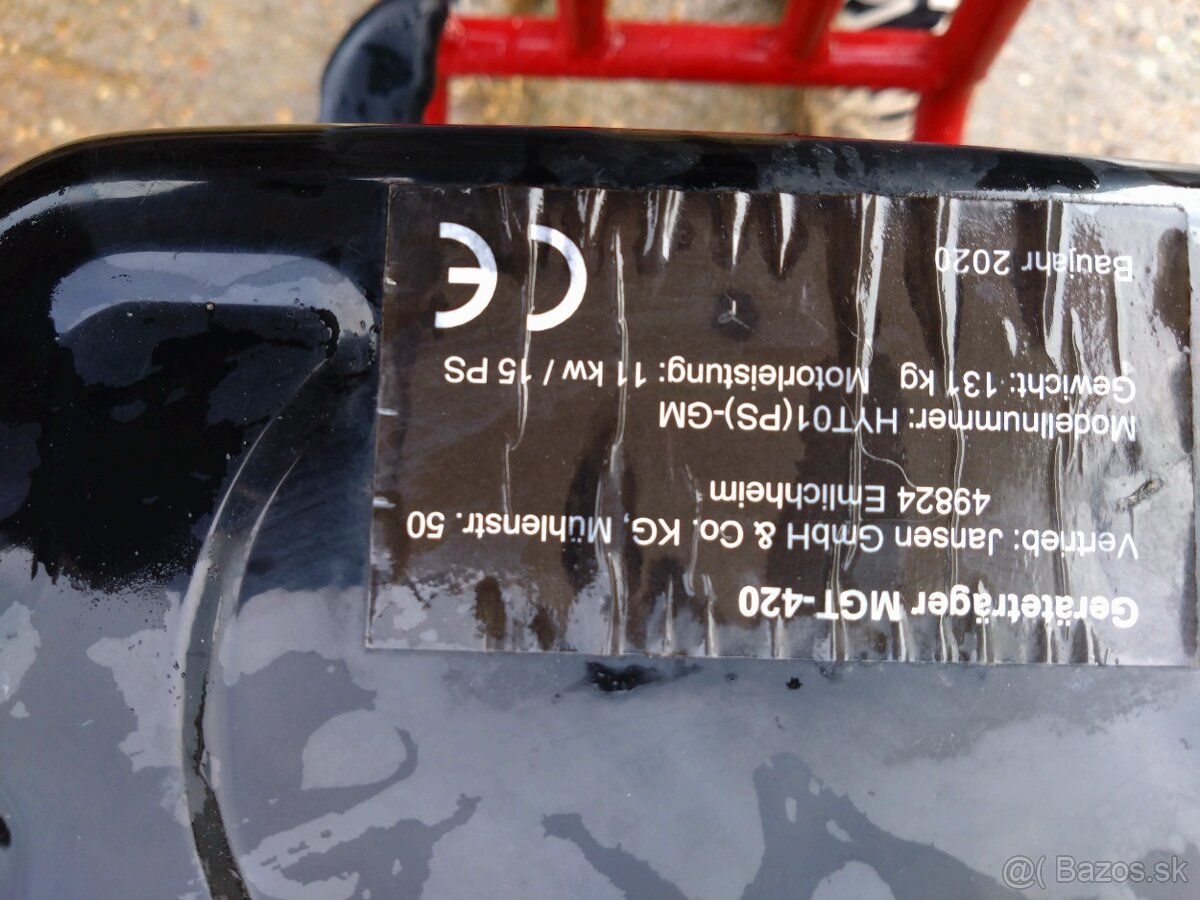 Geräteträger MGT-420
Vertrieb: Jansen GmbH & Co. KG, Mühlenstr. 50
49824 Emlichheim
Modellnummer: HYT01(PS)-GM
Gewicht: 131 kg Motorleistung: 11 kw / 15 PS
Baujahr 2020
CE
@( Bazos.sk